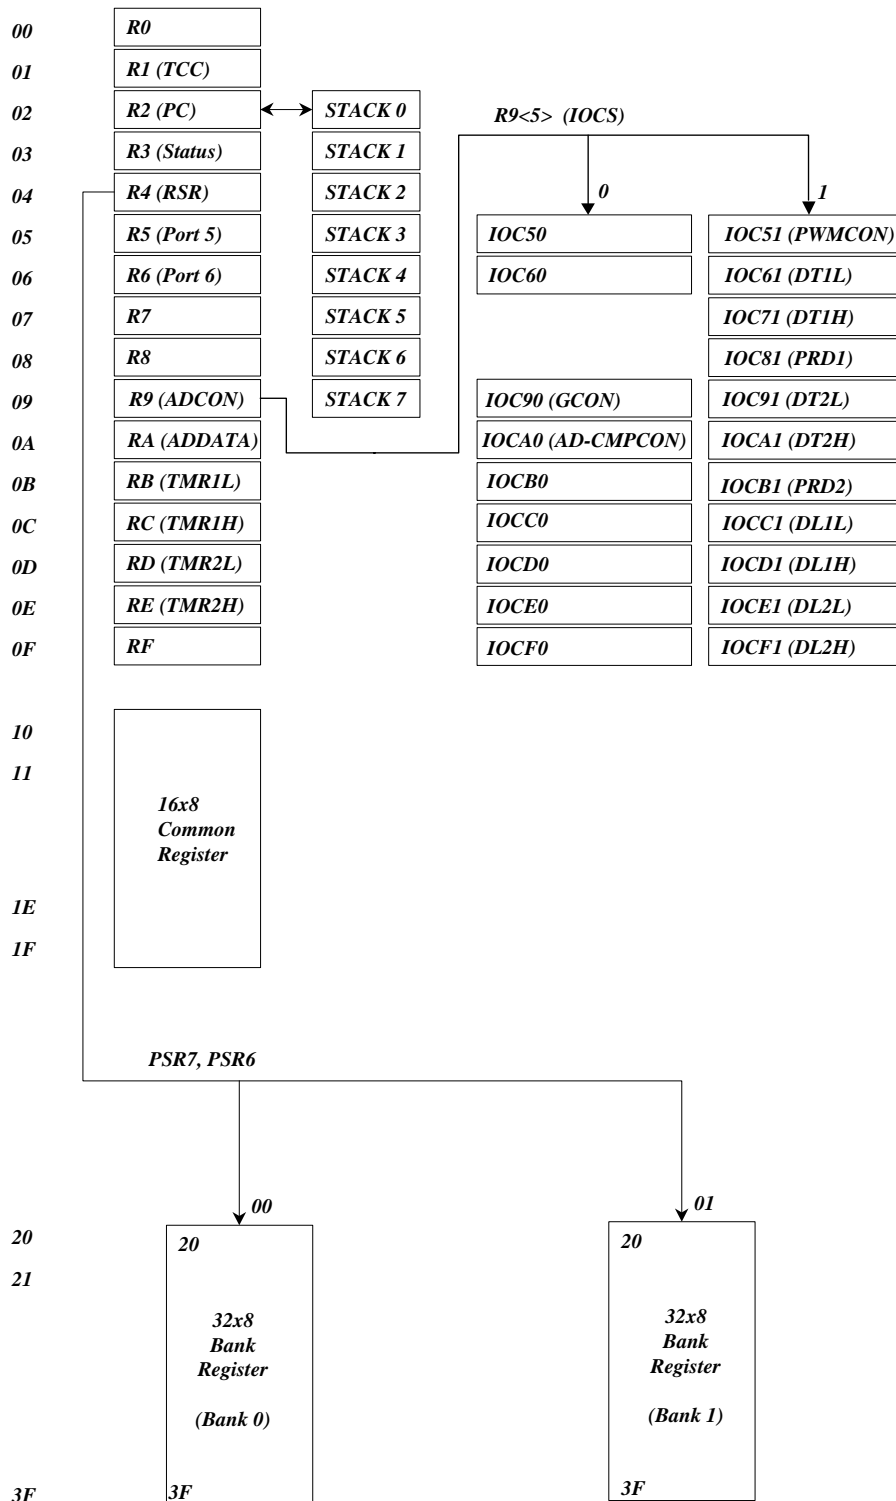 00 R0
01 R1 (TCC)
02 R2 (PC) STACK 0 R9<5> (IOCS)
03 R3 (Status) STACK 1
04 R4 (RSR) STACK 2 0 1
05 R5 (Port 5) STACK 3 IOC50 IOC51 (PWMCON)
06 R6 (Port 6) STACK 4 IOC60 IOC61 (DT1L)
07 R7 STACK 5 IOC71 (DT1H)
08 R8 STACK 6 IOC81 (PRD1)
09 R9 (ADCON) STACK 7 IOC90 (GCON) IOC91 (DT2L)
0A RA (ADDATA) IOCA0 (AD-CMPCON) IOCA1 (DT2H)
0B RB (TMR1L) IOCB0 IOCB1 (PRD2)
0C RC (TMR1H) IOCC0 IOCC1 (DL1L)
0D RD (TMR2L) IOCD0 IOCD1 (DL1H)
0E RE (TMR2H) IOCE0 IOCE1 (DL2L)
0F RF IOCF0 IOCF1 (DL2H)
10
11
16x8
Common
Register
1E
1F
PSR7, PSR6
00 01
20 20 20
21
32x8 32x8
Bank Bank
Register Register
(Bank 0) (Bank 1)
3F 3F 3F